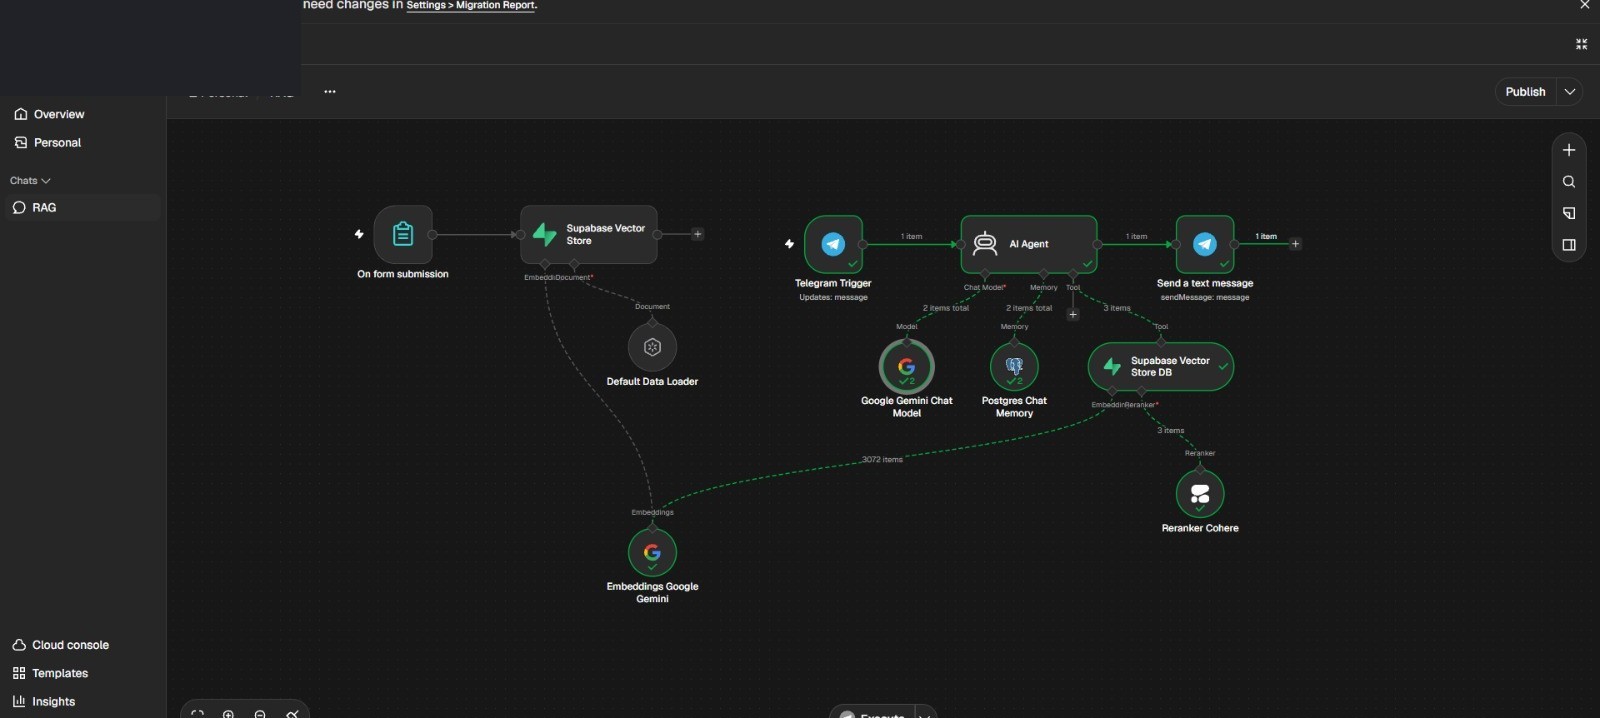 need changes in Settings > Migration Report.
...
Publish
Overview
Personal
Chats
RAG
On form submission
Supabase Vector
Store
Document*
Document
Default Data Loader
Embeddings
Embeddings Google
Gemini
3072 items
Telegram Trigger
Updates: message
1 item
AI Agent
Chat Model*
Memory
Tool
1 item
Send a text message
sendMessage: message
1 item
2 items total
2 items total
3 items
Model
Memory
Tool
2
Google Gemini Chat
Model
2
Postgres Chat
Memory
Supabase Vector
Store DB
Reranker*
3 items
Reranker
Reranker Cohere
Cloud console
Templates
Insights
Execute